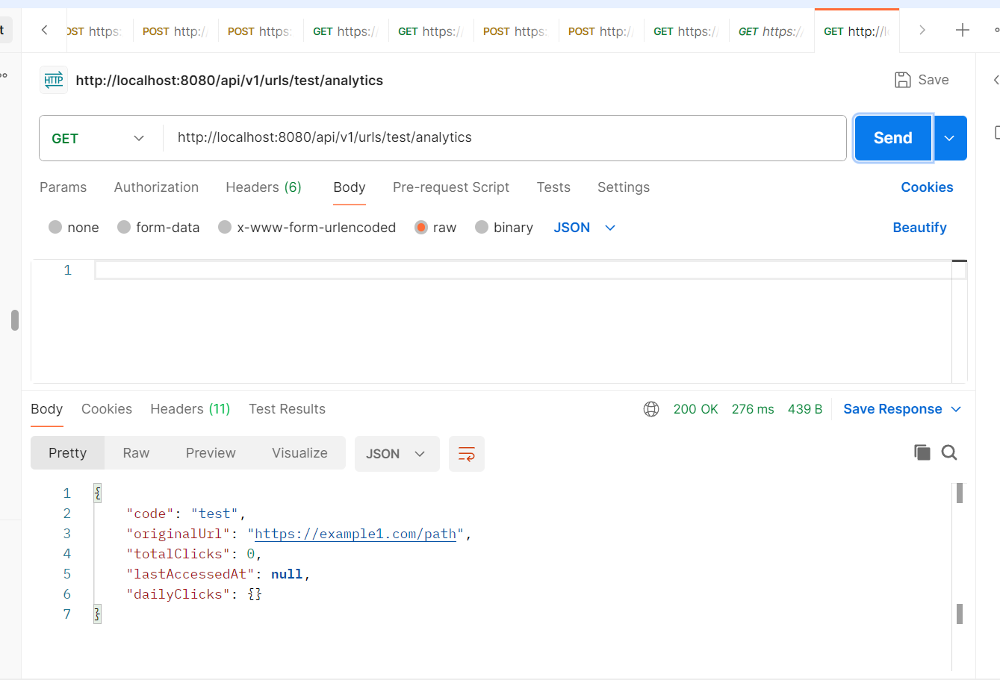 t
POST https:
POST http:/
POST https:
GET https:/
GET https:/
POST https:
POST http:/
GET https:/
GET https:/
GET http://l
HTTP http://localhost:8080/api/v1/urls/test/analytics Save
GET http://localhost:8080/api/v1/urls/test/analytics Send
Params Authorization Headers (6) Body Pre-request Script Tests Settings Cookies
none form-data x-www-form-urlencoded raw binary JSON Beautify
1
Body Cookies Headers (11) Test Results 200 OK 276 ms 439 B Save Response
Pretty Raw Preview Visualize JSON
1 {
2 "code": "test",
3 "originalUrl": "https://example1.com/path",
4 "totalClicks": 0,
5 "lastAccessedAt": null,
6 "dailyClicks": {}
7 }